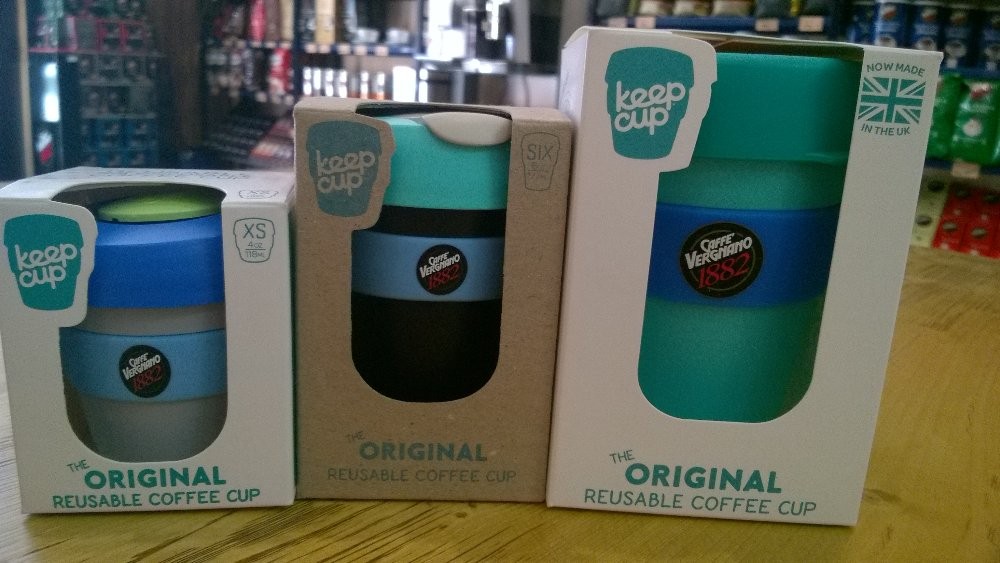 keep
cup
XS
4oz
118ML
CAFFÈ
VERGNANO
1882
THE
ORIGINAL
REUSABLE COFFEE CUP
keep
cup
SIX
CAFFÈ
VERGNANO
1882
THE
ORIGINAL
REUSABLE COFFEE CUP
keep
cup
NOW MADE
IN THE UK
CAFFÈ
VERGNANO
1882
THE
ORIGINAL
REUSABLE COFFEE CUP